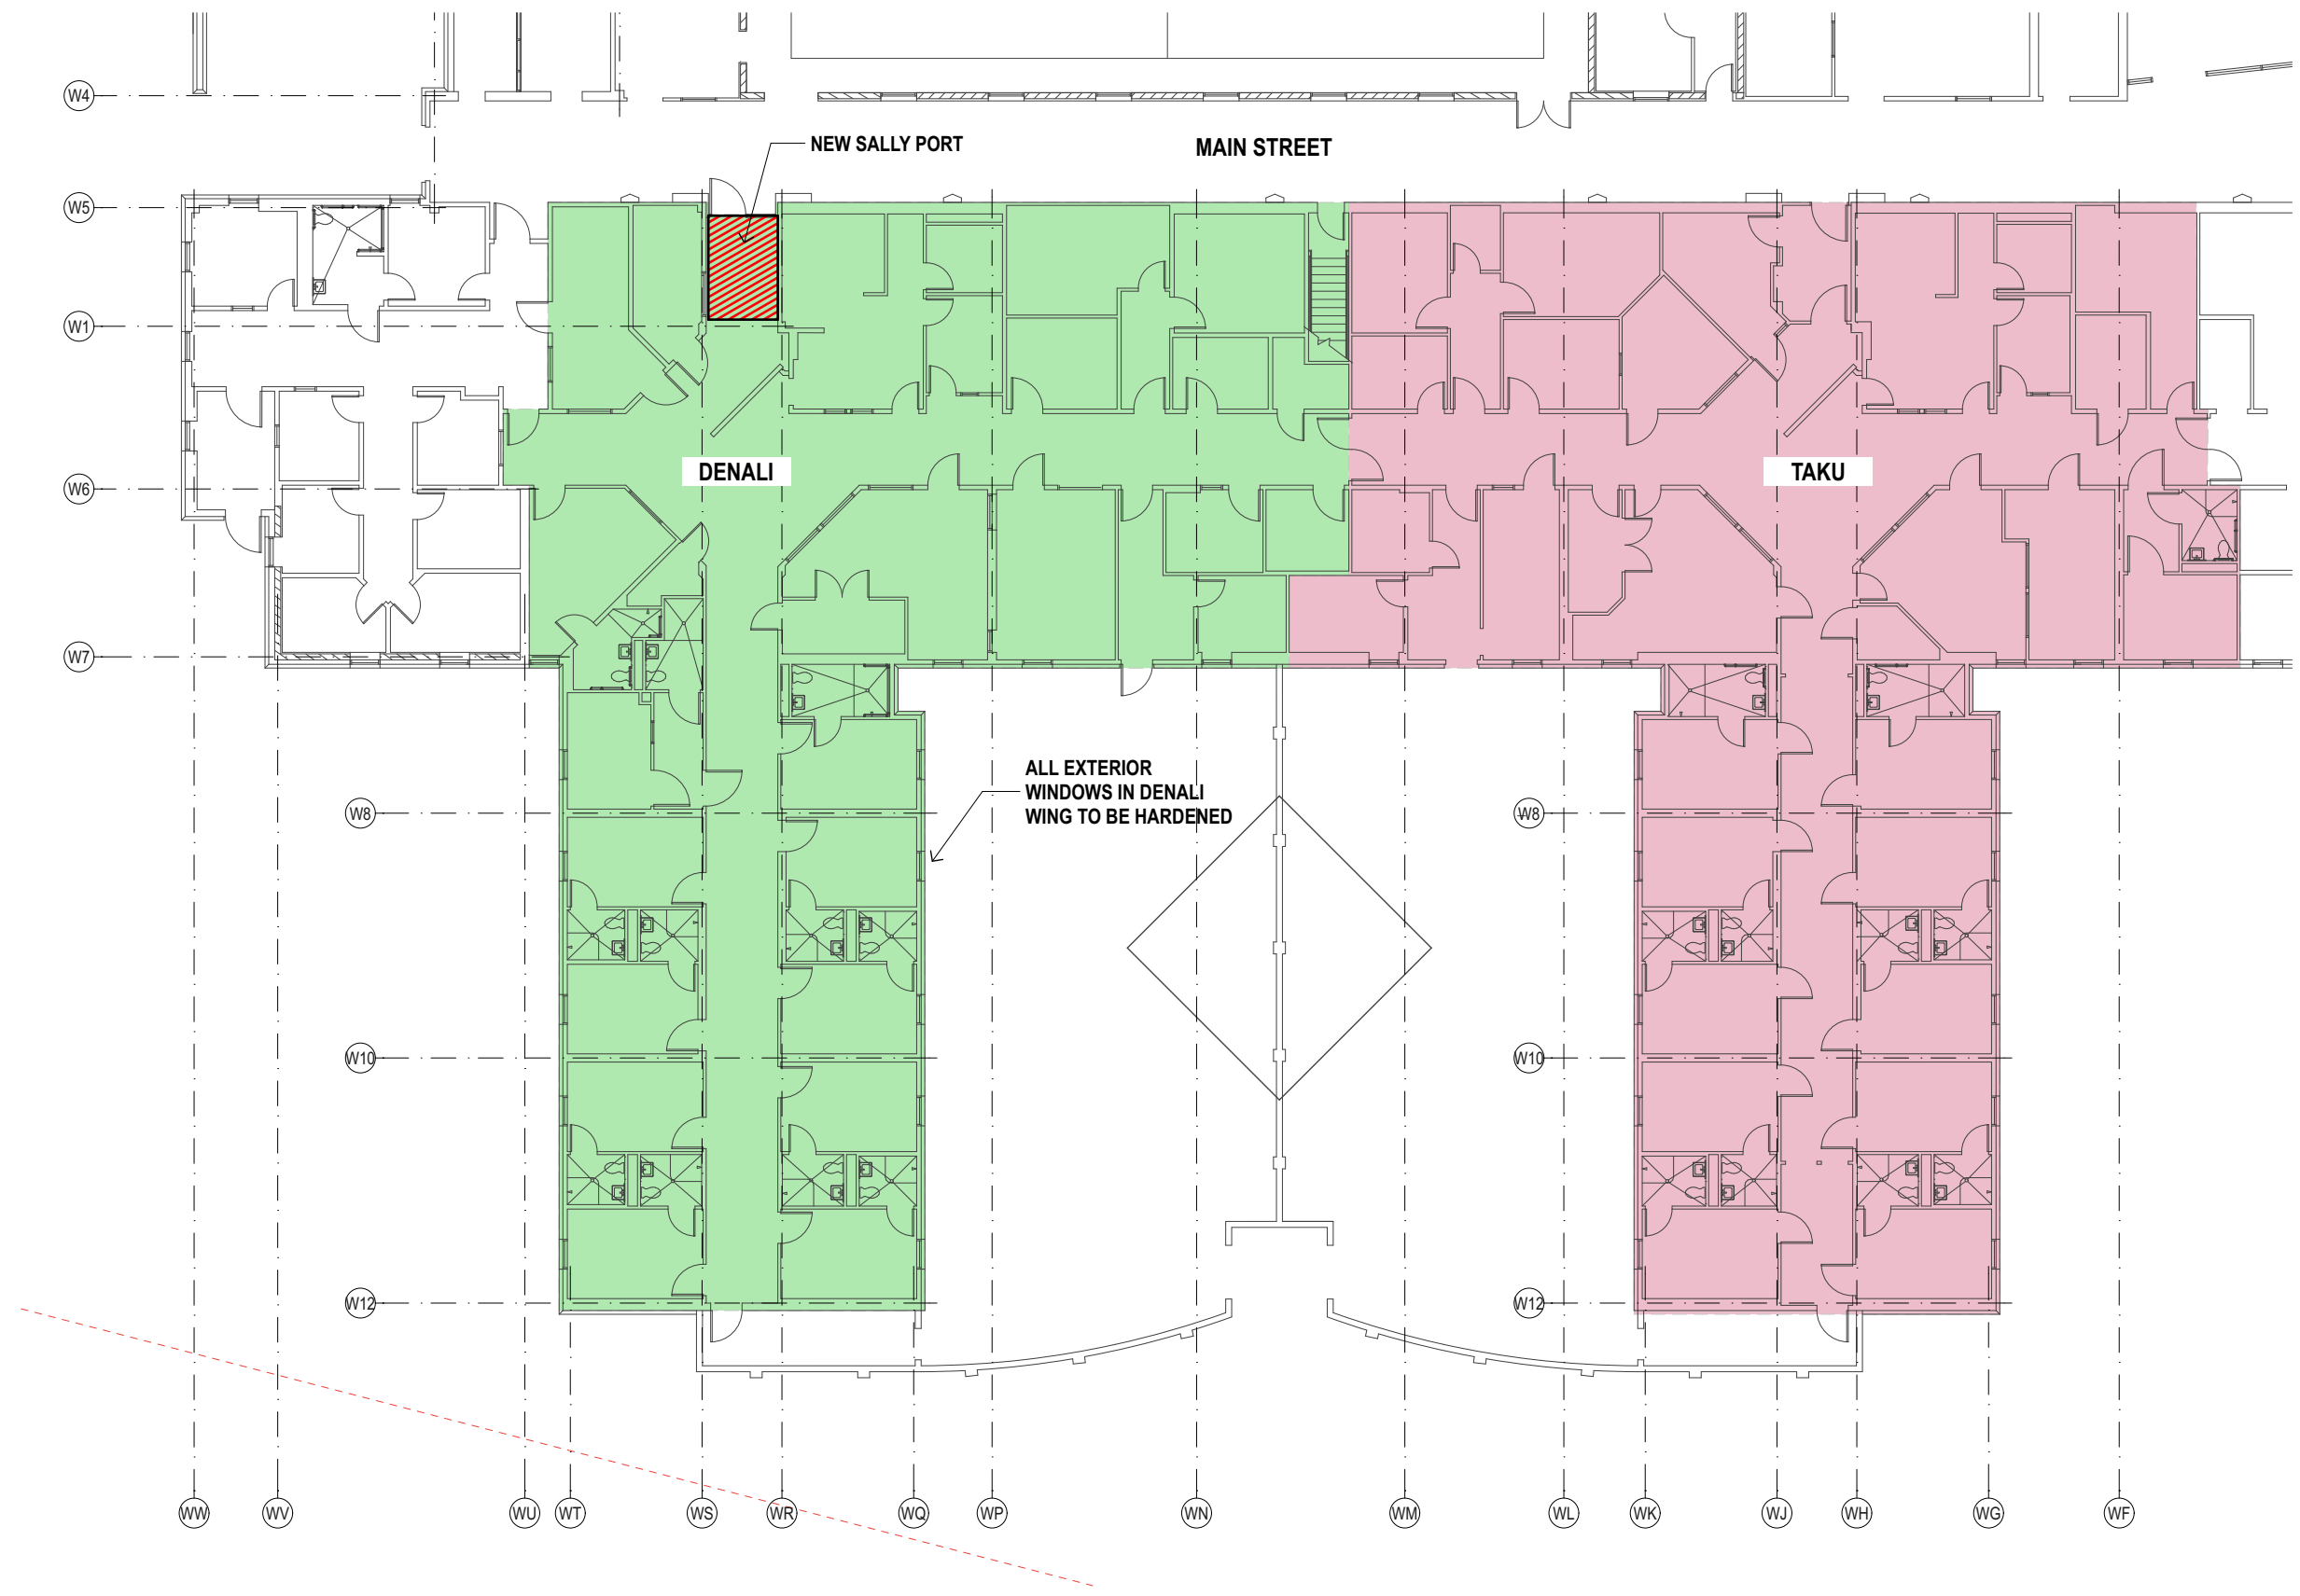 W4
NEW SALLY PORT
MAIN STREET
W5
W1
DENALI
TAKU
W6
W7
ALL EXTERIOR
WINDOWS IN DENALI
WING TO BE HARDENED
W8
W8
W10
W10
W12
W12
WW
WV
WU
WT
WS
WR
WQ
WP
WN
WM
WL
WK
WJ
WH
WG
WF